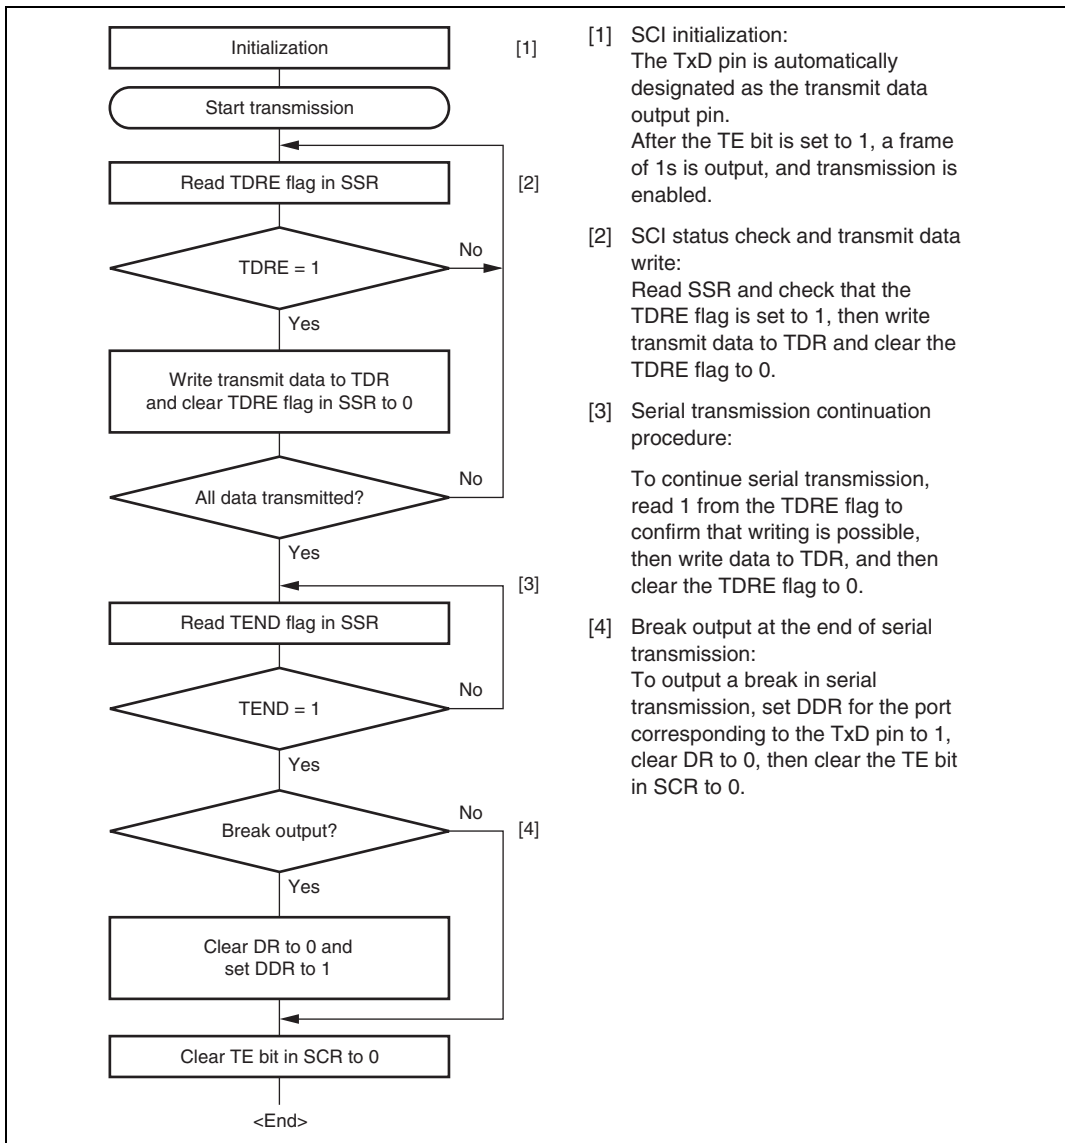 Initialization
[1]
Start transmission
Read TDRE flag in SSR
[2]
TDRE = 1
No
Yes
Write transmit data to TDR
and clear TDRE flag in SSR to 0
All data transmitted?
No
Yes
[3]
Read TEND flag in SSR
TEND = 1
No
Yes
Break output?
No
[4]
Yes
Clear DR to 0 and
set DDR to 1
Clear TE bit in SCR to 0
<End>
[1] SCI initialization:
The TxD pin is automatically
designated as the transmit data
output pin.
After the TE bit is set to 1, a frame
of 1s is output, and transmission is
enabled.
[2] SCI status check and transmit data
write:
Read SSR and check that the
TDRE flag is set to 1, then write
transmit data to TDR and clear the
TDRE flag to 0.
[3] Serial transmission continuation
procedure:
To continue serial transmission,
read 1 from the TDRE flag to
confirm that writing is possible,
then write data to TDR, and then
clear the TDRE flag to 0.
[4] Break output at the end of serial
transmission:
To output a break in serial
transmission, set DDR for the port
corresponding to the TxD pin to 1,
clear DR to 0, then clear the TE bit
in SCR to 0.